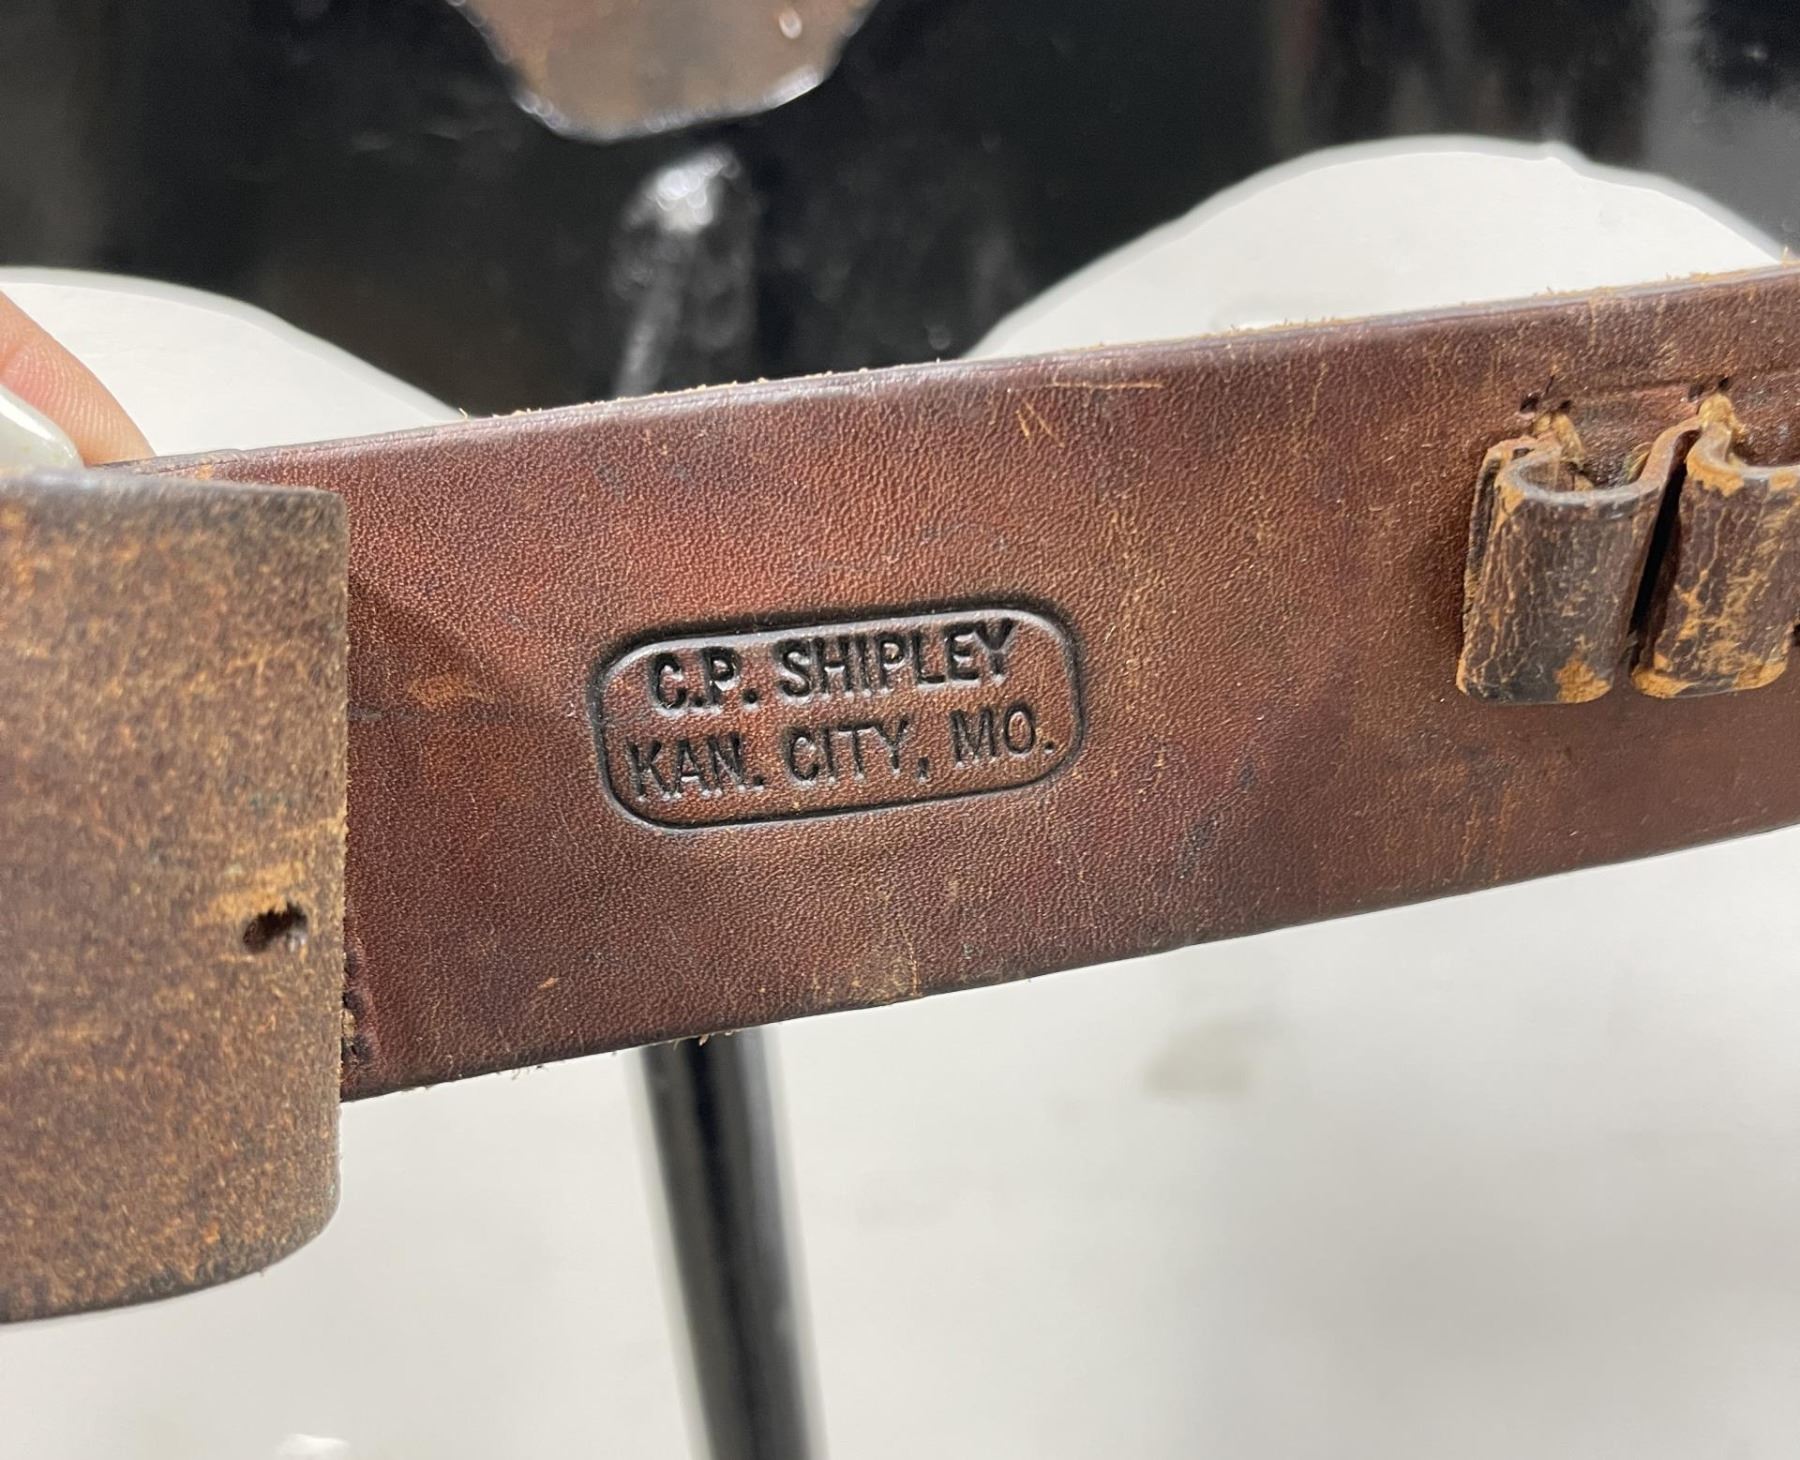 C.P. SHIPLEY
KAN. CITY, MO.